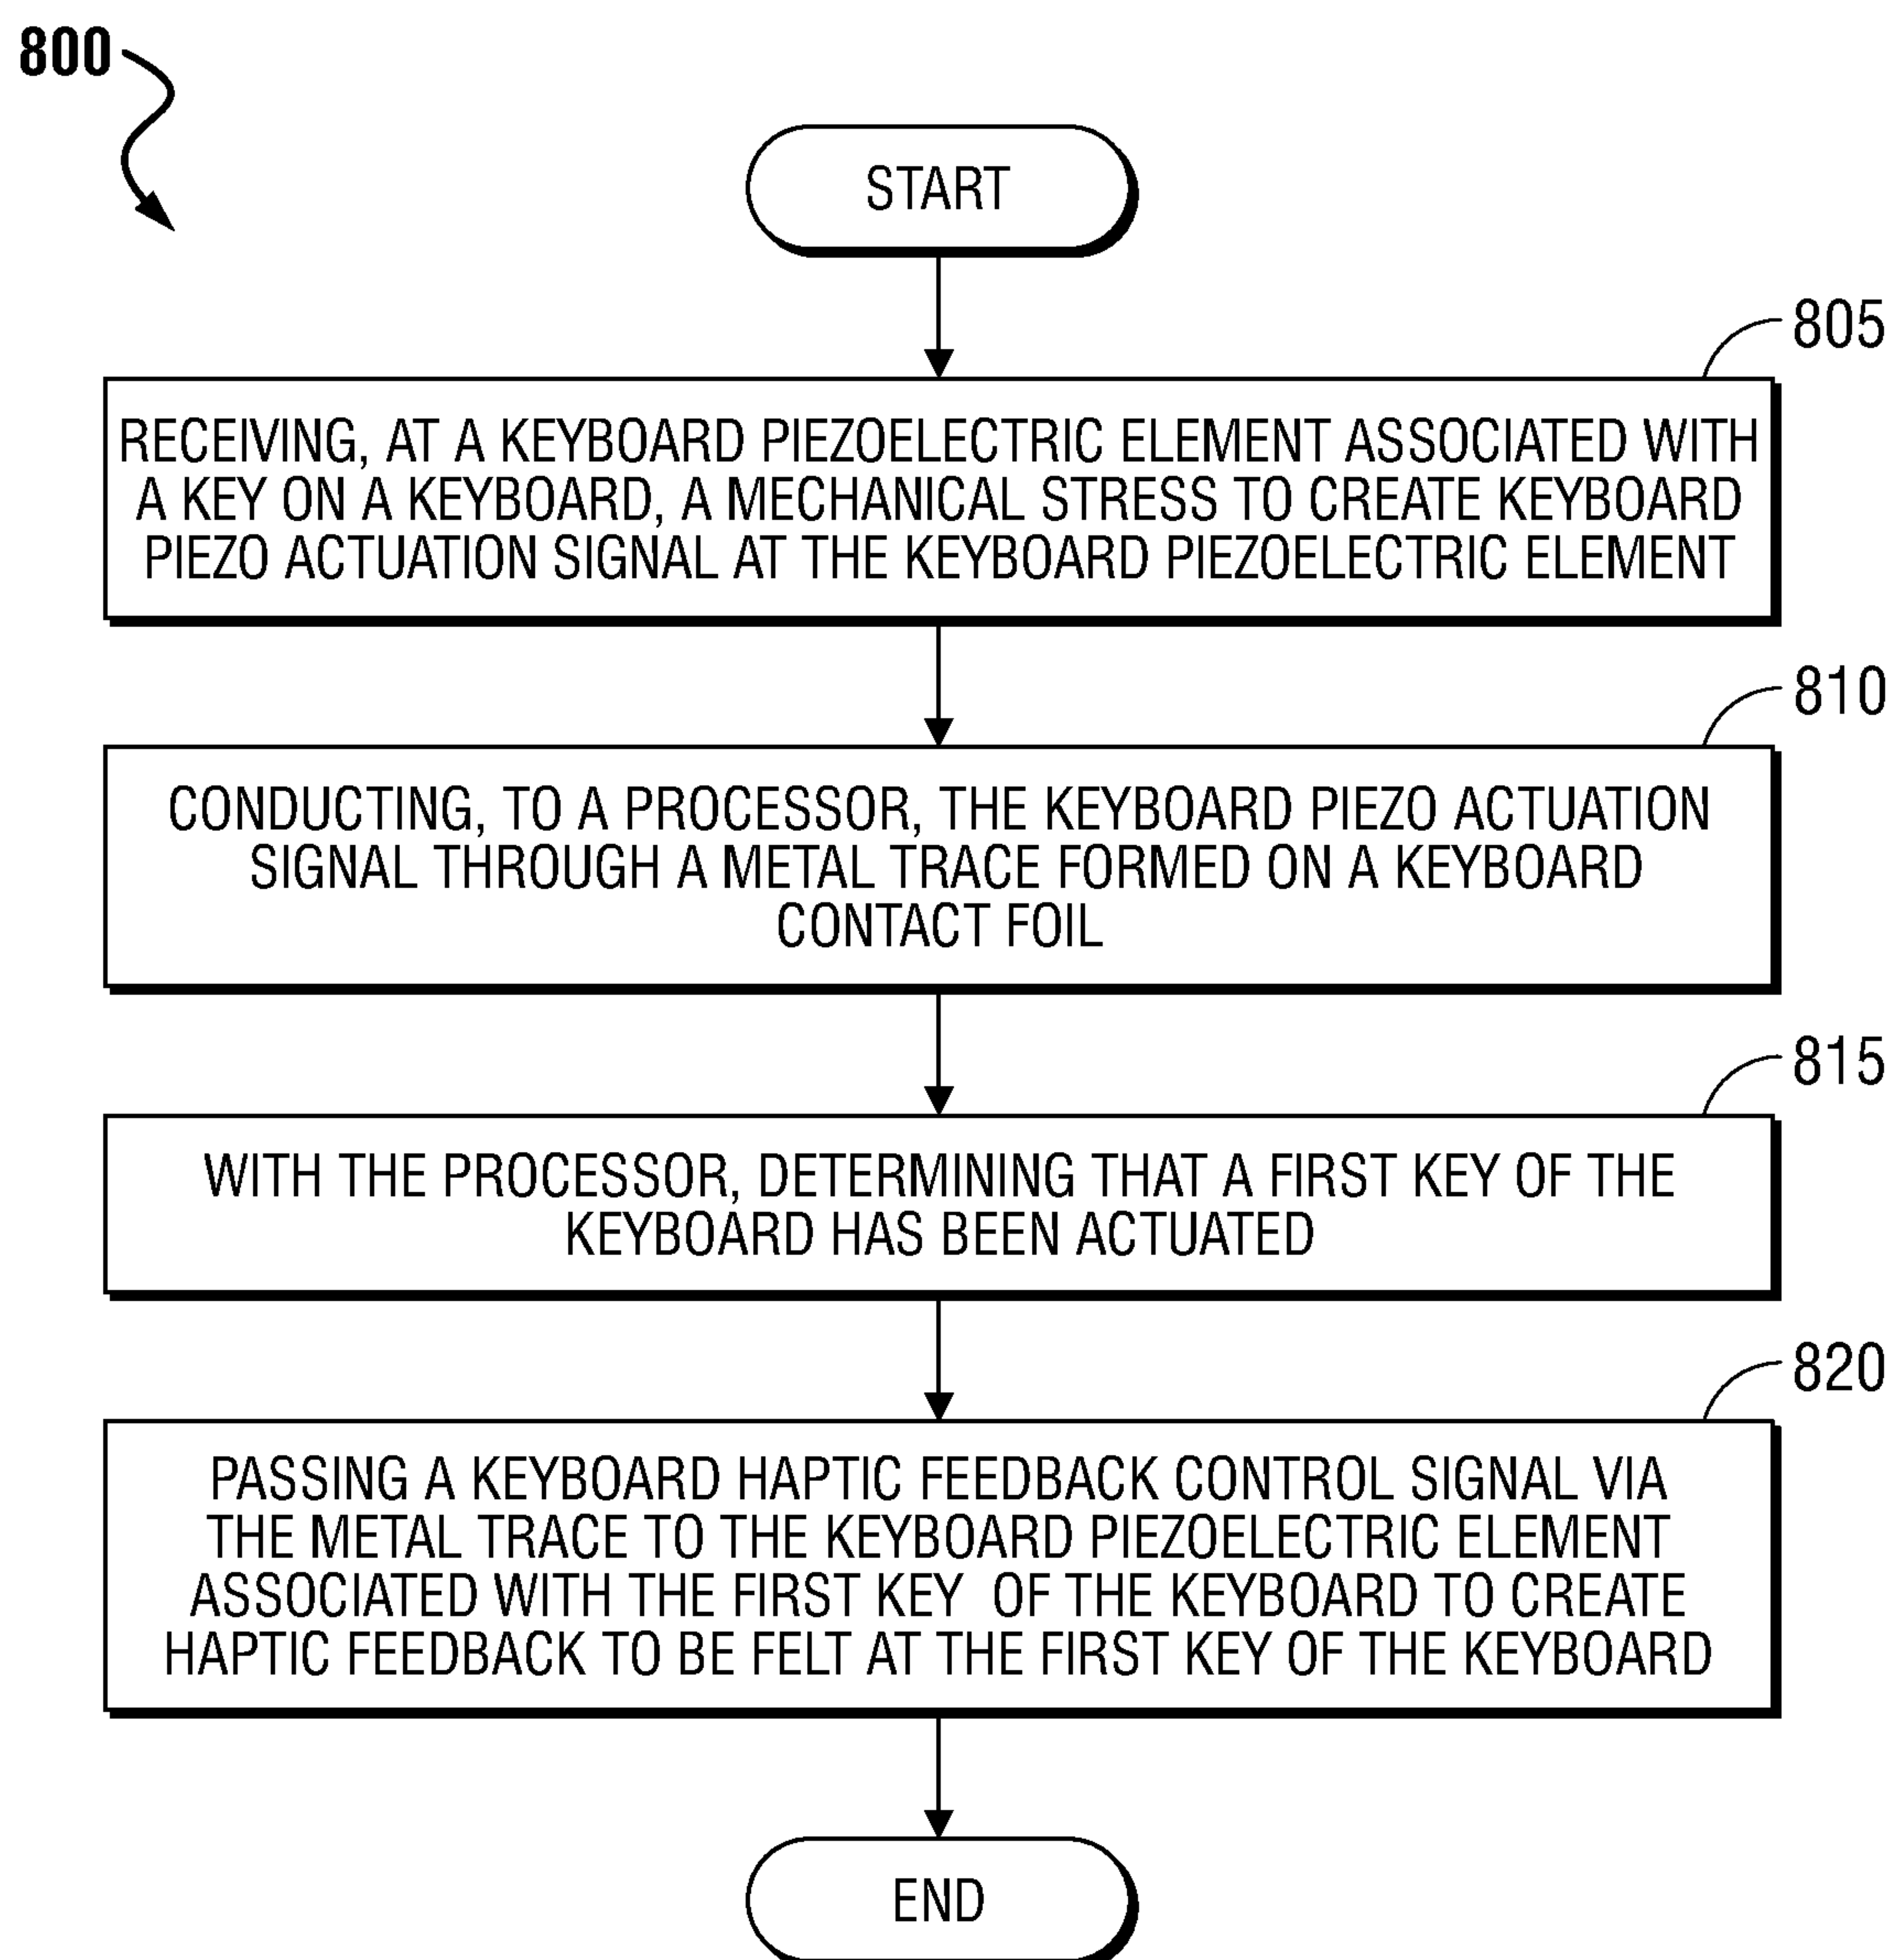 800
START
805
RECEIVING, AT A KEYBOARD PIEZOELECTRIC ELEMENT ASSOCIATED WITH
A KEY ON A KEYBOARD, A MECHANICAL STRESS TO CREATE KEYBOARD
PIEZO ACTUATION SIGNAL AT THE KEYBOARD PIEZOELECTRIC ELEMENT
810
CONDUCTING, TO A PROCESSOR, THE KEYBOARD PIEZO ACTUATION
SIGNAL THROUGH A METAL TRACE FORMED ON A KEYBOARD
CONTACT FOIL
815
WITH THE PROCESSOR, DETERMINING THAT A FIRST KEY OF THE
KEYBOARD HAS BEEN ACTUATED
820
PASSING A KEYBOARD HAPTIC FEEDBACK CONTROL SIGNAL VIA
THE METAL TRACE TO THE KEYBOARD PIEZOELECTRIC ELEMENT
ASSOCIATED WITH THE FIRST KEY OF THE KEYBOARD TO CREATE
HAPTIC FEEDBACK TO BE FELT AT THE FIRST KEY OF THE KEYBOARD
END